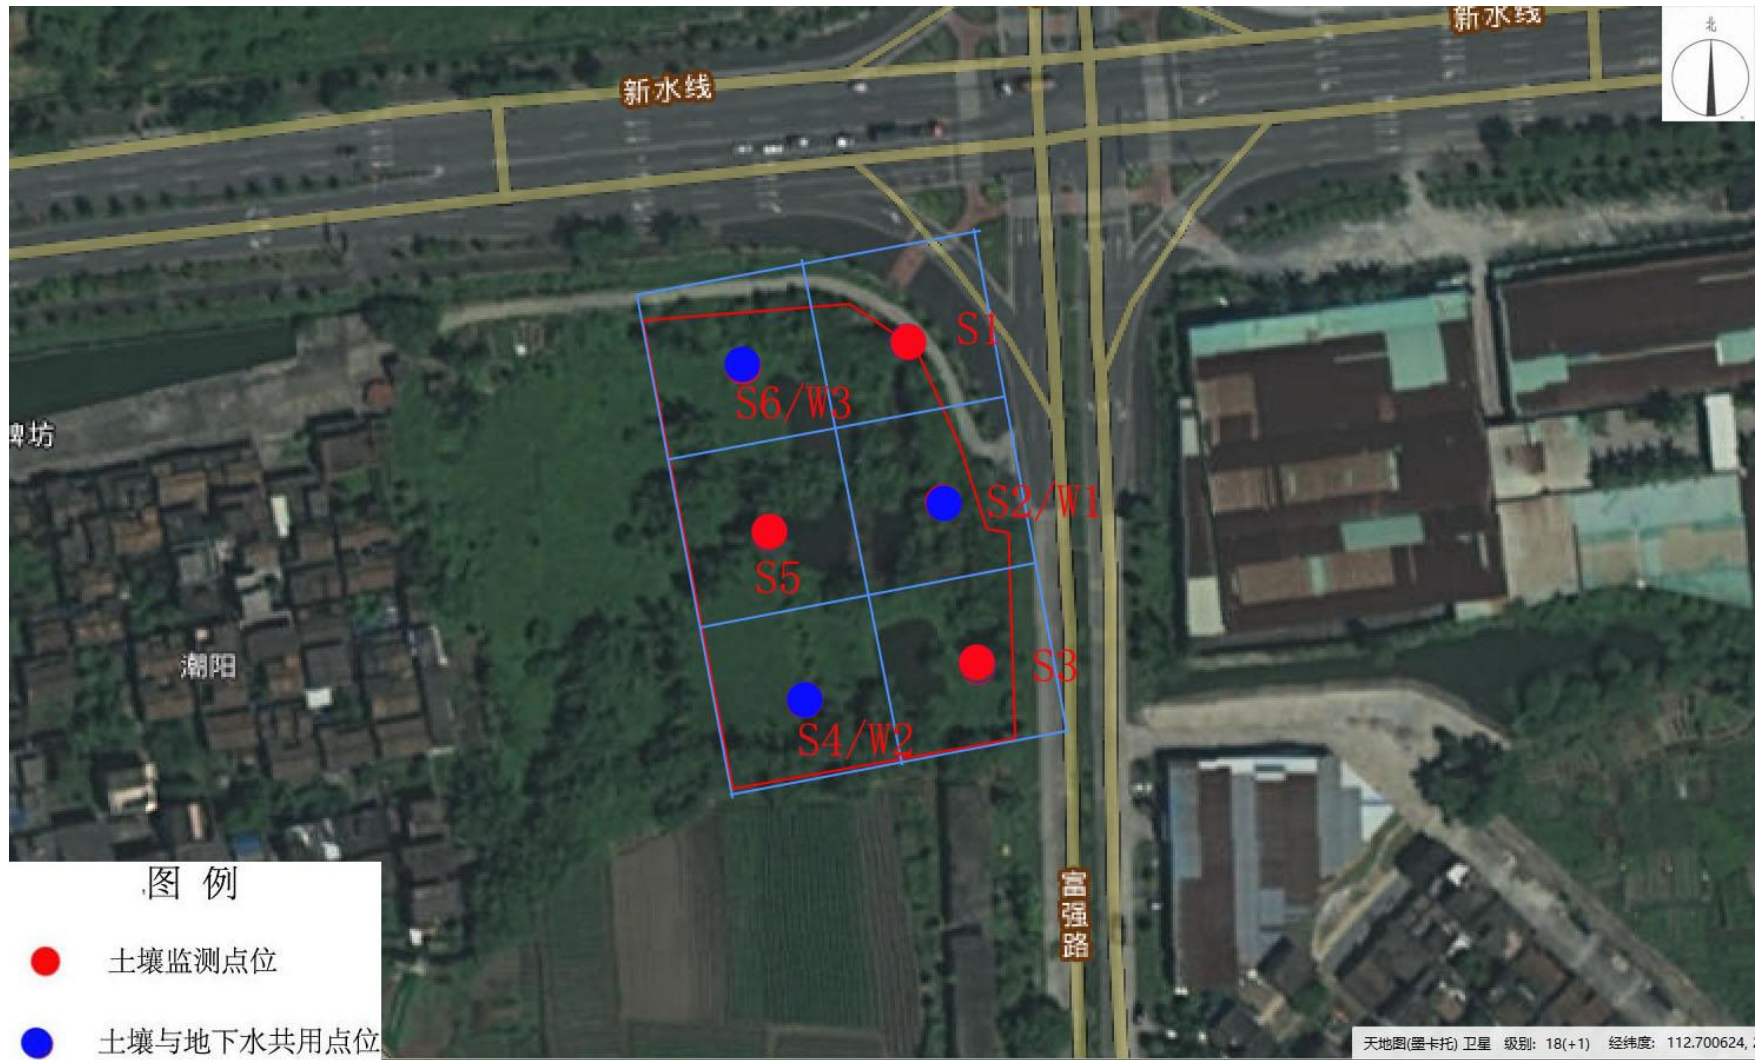 新水线
北
新水线
S1
S6/W3
碑坊
S2/W1
S5
潮阳
S3
S4/W2
富强路
图 例
土壤监测点位
土壤与地下水共用点位
天地图(墨卡托) 卫星 级别: 18(+1) 经纬度: 112.700624,